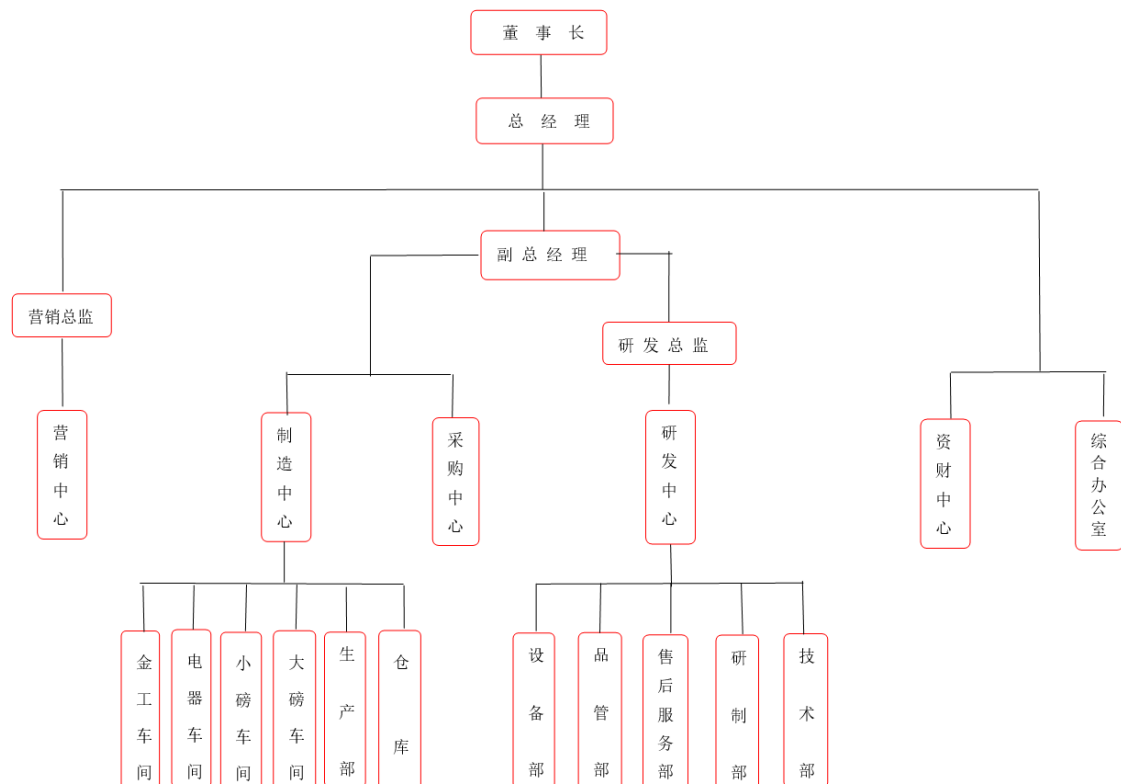 董事长
总经理
副总经理
营销总监
研发总监
营销中心
制造中心
采购中心
研发中心
资财中心
综合办公室
金工车间
电器车间
小磅车间
大磅车间
生产部
仓库
设备部
品管部
售后服务部
研制部
技术部